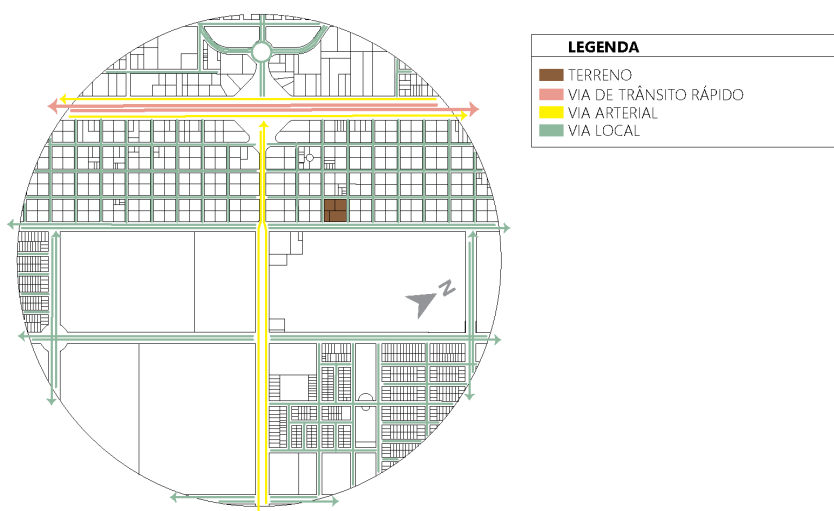 LEGENDA
TERRENO
VIA DE TRÂNSITO RÁPIDO
VIA ARTERIAL
VIA LOCAL
N